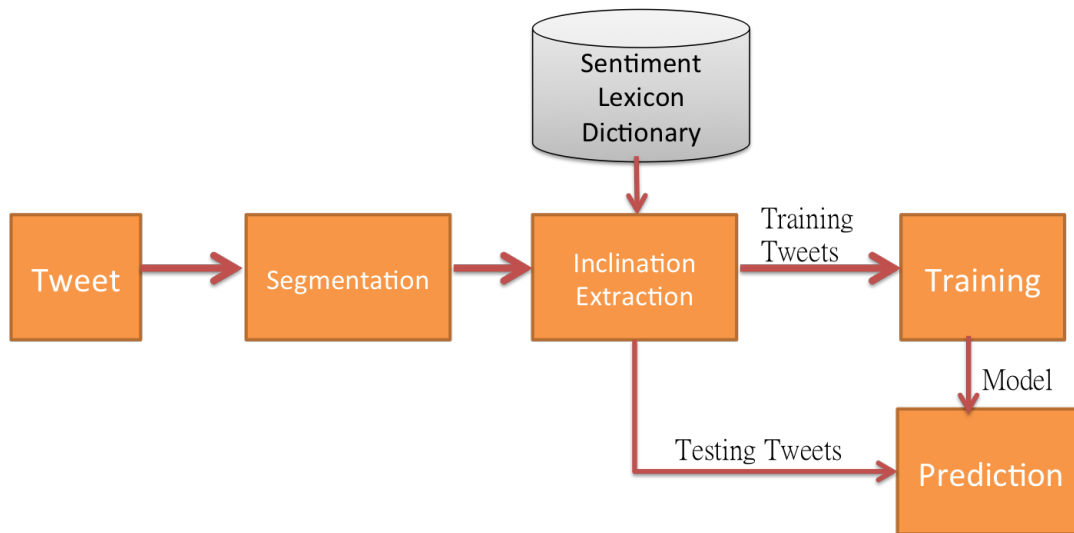 Sentiment
Lexicon
Dictionary
Tweet
Segmentation
Inclination
Extraction
Training
Tweets
Training
Model
Testing Tweets
Prediction